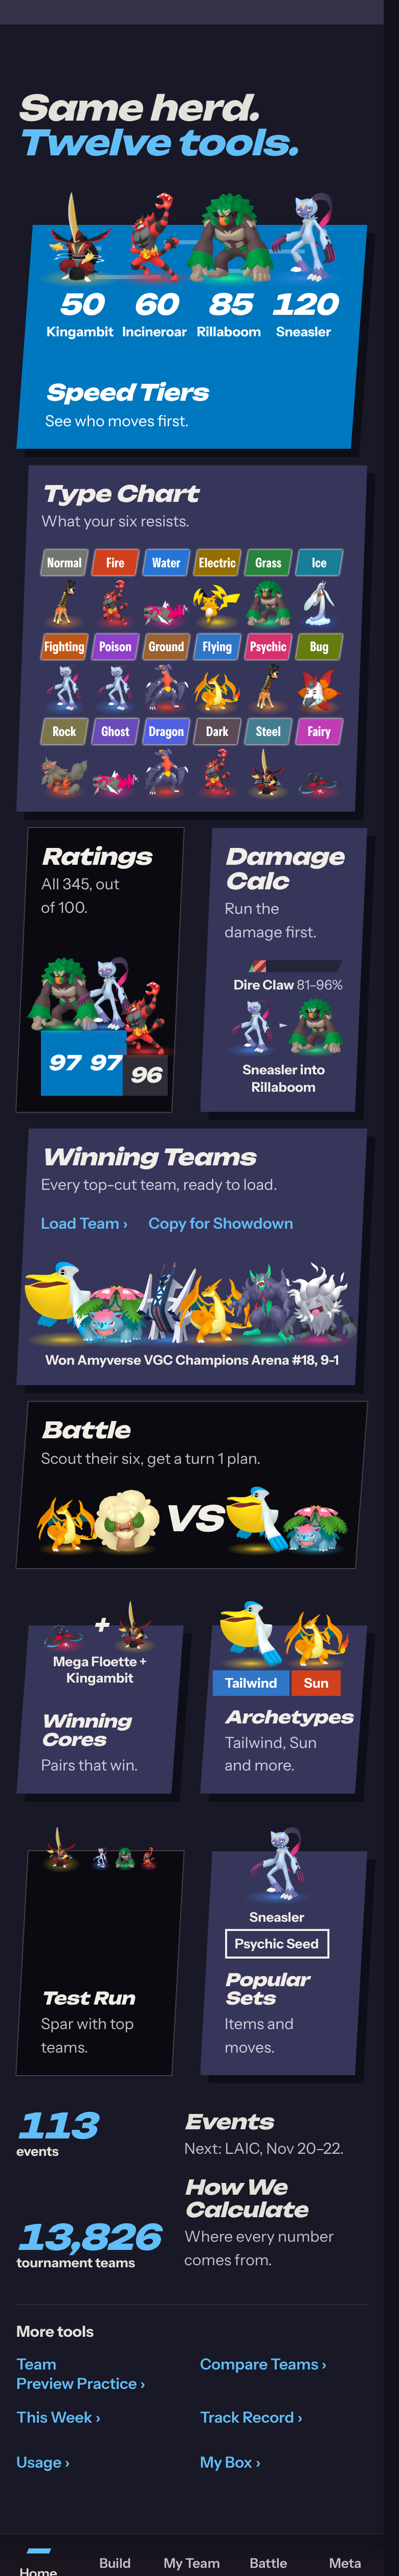 Same herd.
Twelve tools.
50 60 85 120
Kingambit Incineroar Rillaboom Sneasler
Speed Tiers
See who moves first.
Type Chart
What your six resists.
Normal Fire Water Electric Grass Ice
Fighting Poison Ground Flying Psychic Bug
Rock Ghost Dragon Dark Steel Fairy
Ratings
All 345, out
of 100.
97 97 96
Damage
Calc
Run the
damage first.
Dire Claw 81–96%
Sneasler into
Rillaboom
Winning Teams
Every top-cut team, ready to load.
Load Team › Copy for Showdown
Won Amyverse VGC Champions Arena #18, 9-1
Battle
Scout their six, get a turn 1 plan.
VS
+
Mega Floette +
Kingambit
Winning
Cores
Pairs that win.
Tailwind Sun
Archetypes
Tailwind, Sun
and more.
Test Run
Spar with top
teams.
Sneasler
Psychic Seed
Popular
Sets
Items and
moves.
113
events
13,826
tournament teams
Events
Next: LAIC, Nov 20–22.
How We
Calculate
Where every number
comes from.
More tools
Team
Preview Practice ›
Compare Teams ›
This Week ›
Track Record ›
Usage ›
My Box ›
Home Build My Team Battle Meta